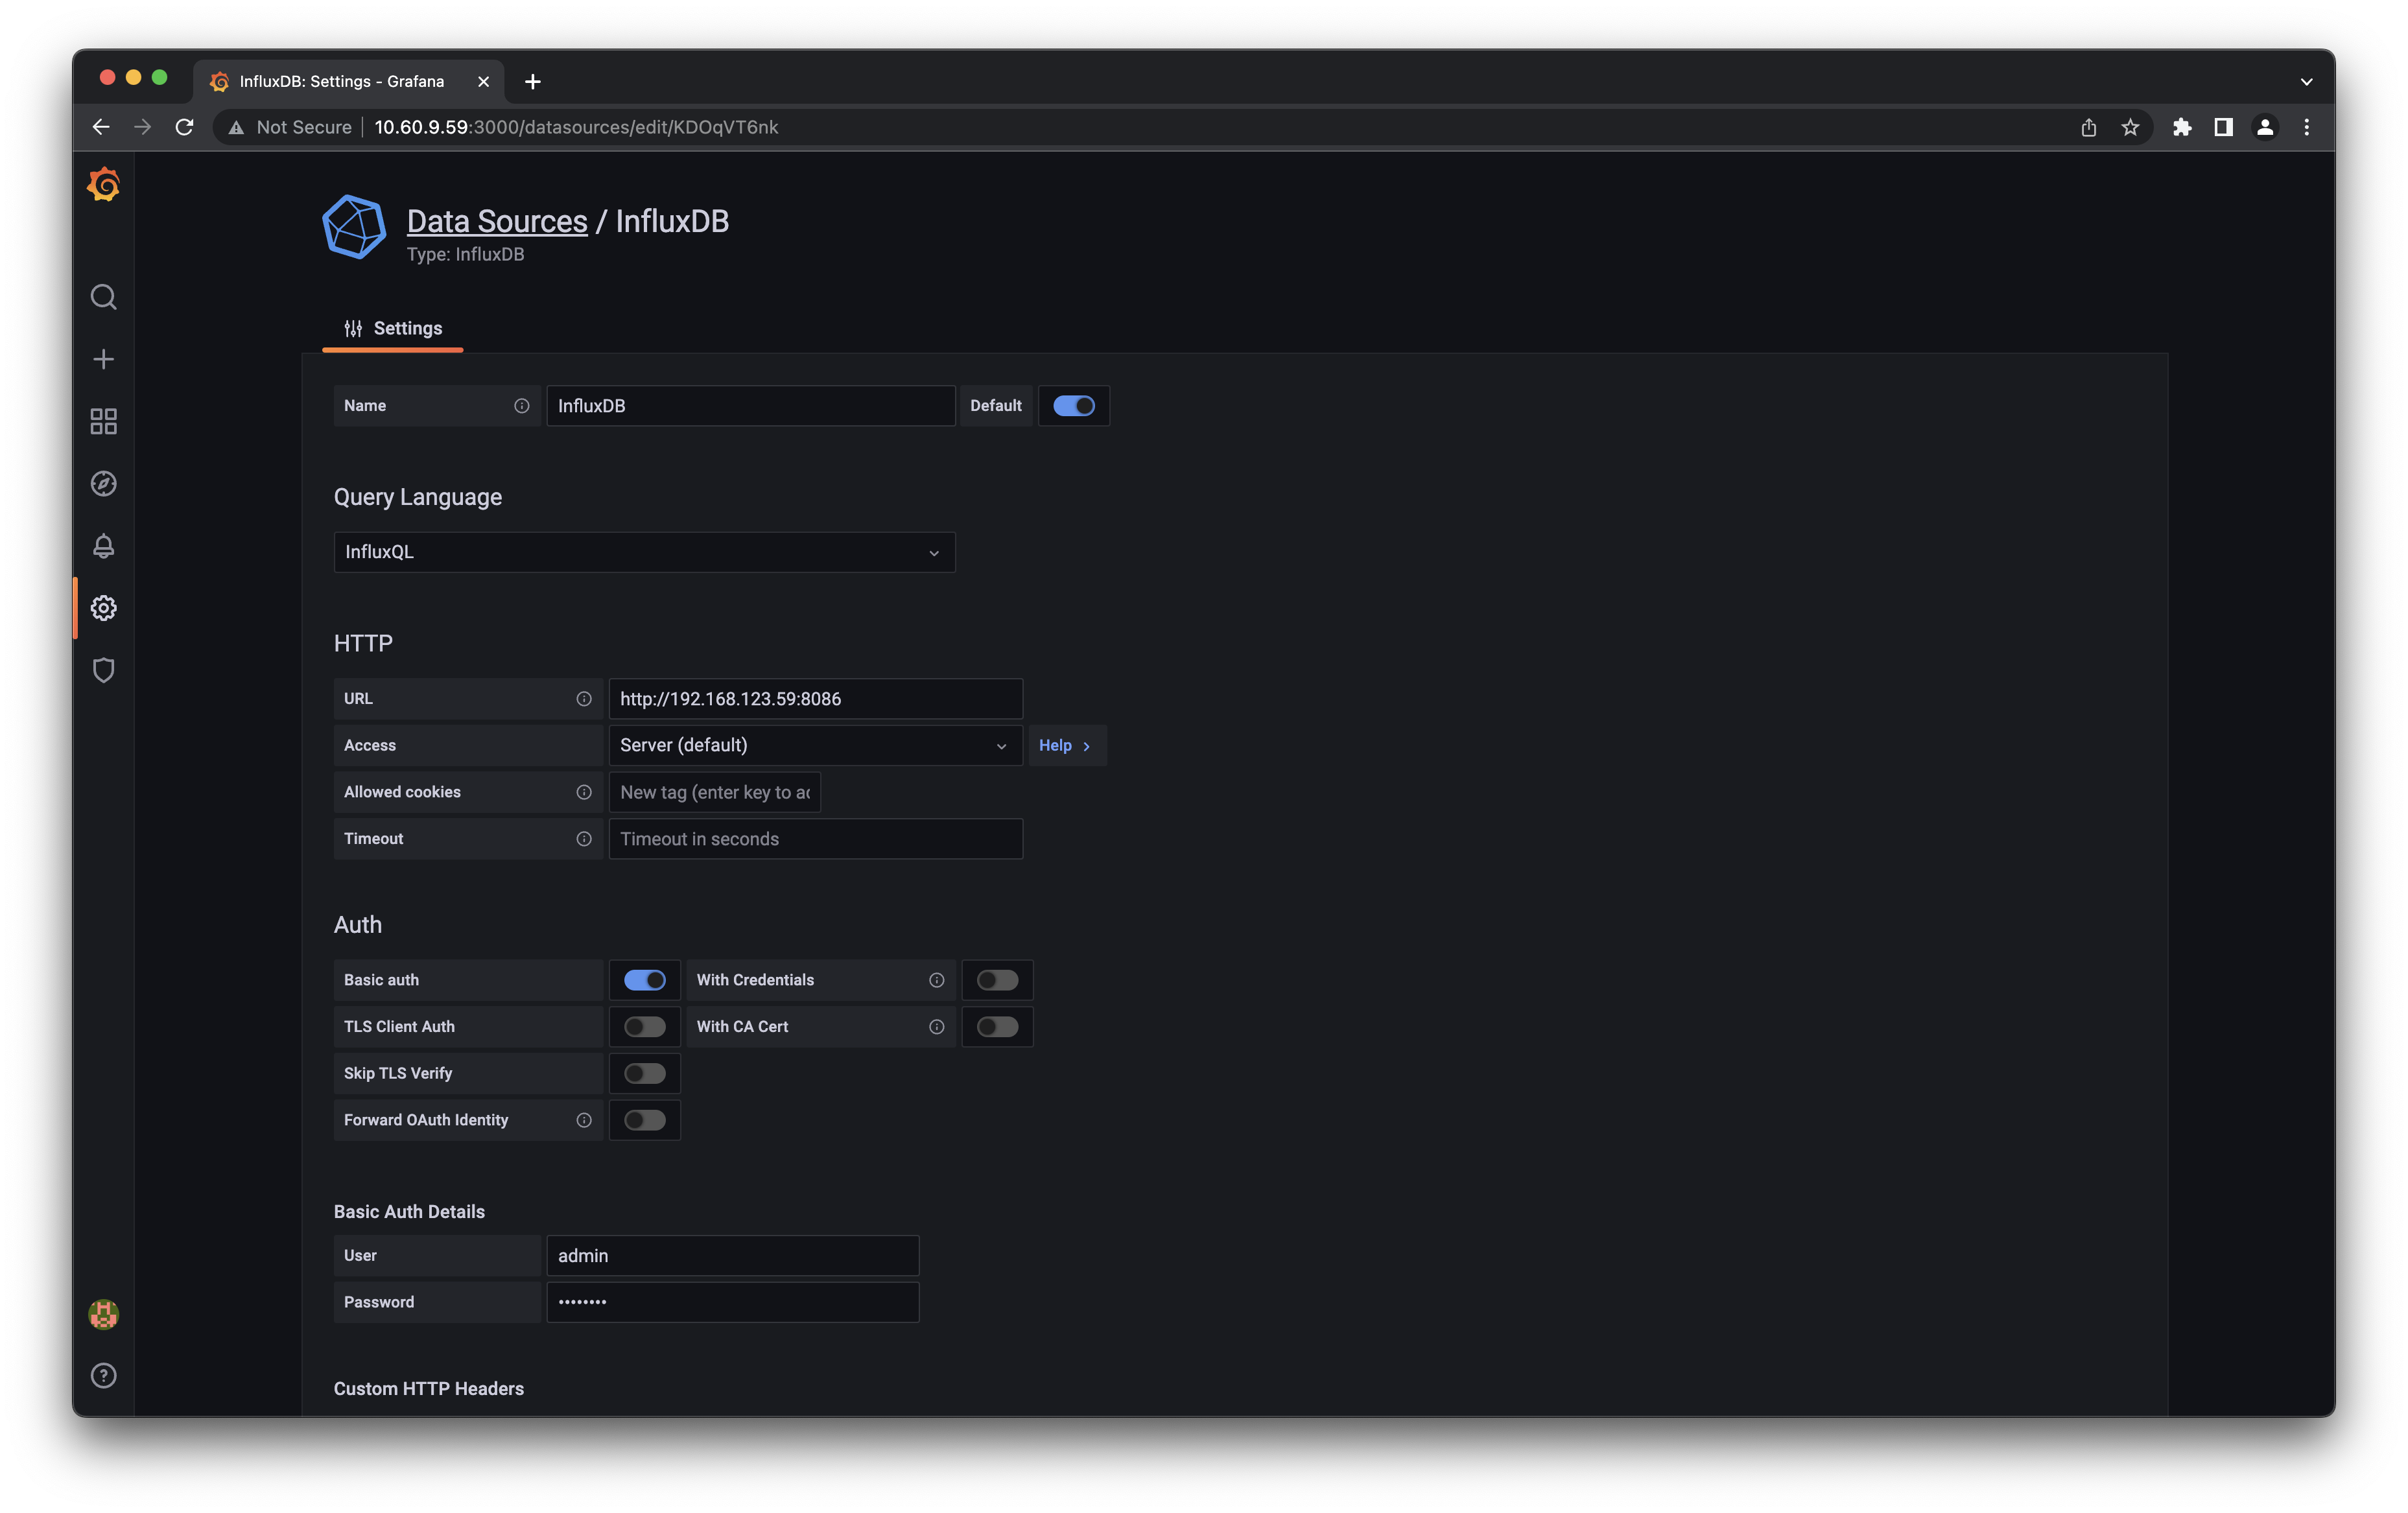 InfluxDB: Settings - Grafana
Not Secure 10.60.9.59:3000/datasources/edit/KDOqVT6nk
Data Sources / InfluxDB
Type: InfluxDB
Settings
Name InfluxDB Default
Query Language
InfluxQL
HTTP
URL http://192.168.123.59:8086
Access Server (default) Help
Allowed cookies New tag (enter key to ac
Timeout Timeout in seconds
Auth
Basic auth With Credentials
TLS Client Auth With CA Cert
Skip TLS Verify
Forward OAuth Identity
Basic Auth Details
User admin
Password ••••••••
Custom HTTP Headers